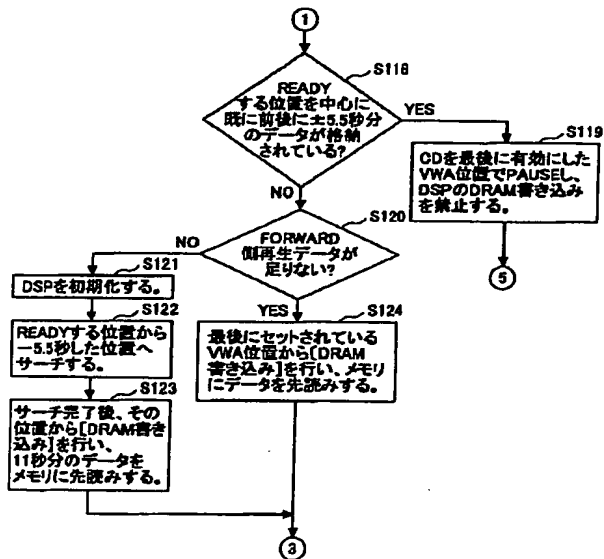 1
S118
READY
する位置を中心に
既に前後に±5.5秒分
のデータが格納
されている?
YES
S119
CDを最後に有効にした
VWA位置でPAUSEし、
DSPのDRAM書き込み
を禁止する。
5
NO
S120
FORWARD
側再生データが
足りない?
NO
S121
DSPを初期化する。
S122
READYする位置から
−5.5秒した位置へ
サーチする。
S123
サーチ完了後、その
位置から[DRAM書き
込み]を行い、
11秒分のデータを
メモリに先読みする。
YES
S124
最後にセットされている
VWA位置から[DRAM
書き込み]を行い、メモリ
にデータを先読みする。
3